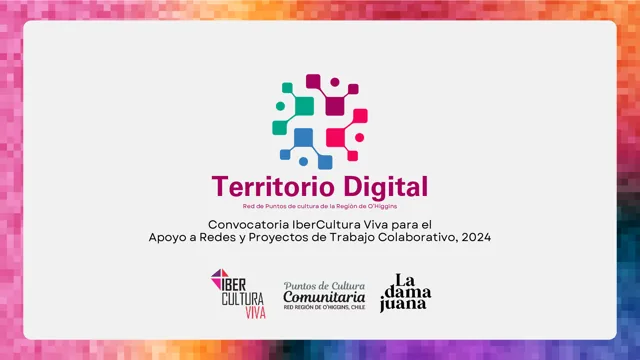 Territorio Digital
Red de Puntos de cultura de la Región de O'Higgins
Convocatoria IberCultura Viva para el
Apoyo a Redes y Proyectos de Trabajo Colaborativo, 2024
IBER
CULTURA
VIVA
Puntos de Cultura
Comunitaria
RED REGIÓN DE O'HIGGINS, CHILE
La
dama
juana